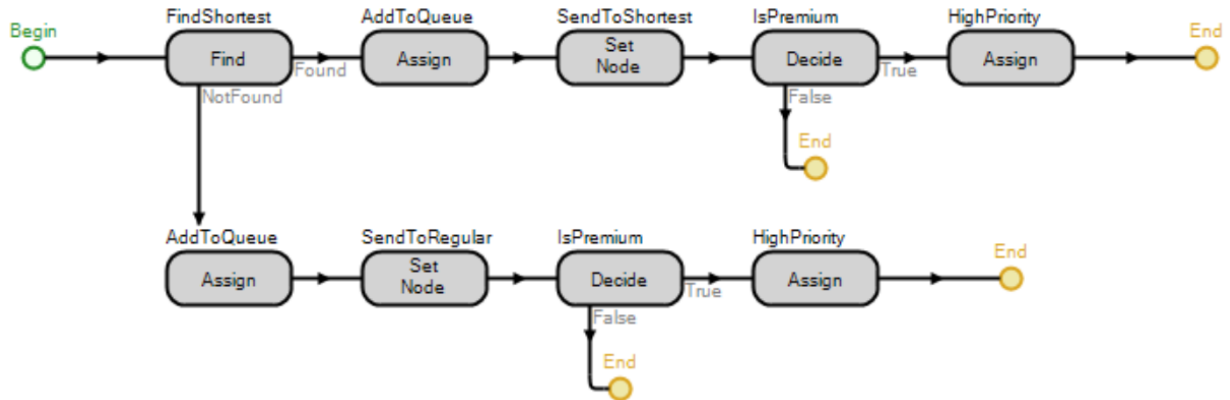 FindShortest
AddToQueue
SendToShortest
IsPremium
HighPriority
Begin
End
Find
Assign
Set
Node
Decide
Assign
Found
True
NotFound
False
End
AddToQueue
SendToRegular
IsPremium
HighPriority
End
Assign
Set
Node
Decide
Assign
True
False
End